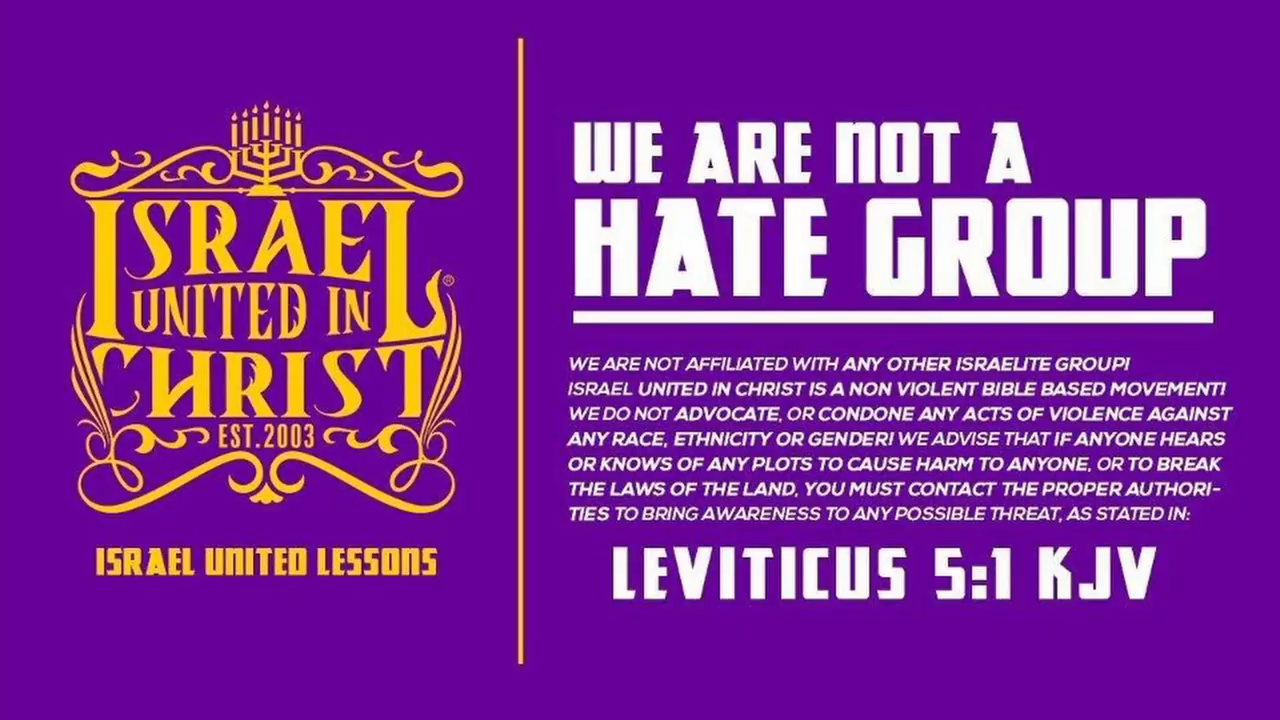 ISRAEL
UNITED IN
CHRIST
EST.2003
ISRAEL UNITED LESSONS
WE ARE NOT A
HATE GROUP
WE ARE NOT AFFILIATED WITH ANY OTHER ISRAELITE GROUP!
ISRAEL UNITED IN CHRIST IS A NON VIOLENT BIBLE BASED MOVEMENT!
WE DO NOT ADVOCATE, OR CONDONE ANY ACTS OF VIOLENCE AGAINST
ANY RACE, ETHNICITY OR GENDER! WE ADVISE THAT IF ANYONE HEARS
OR KNOWS OF ANY PLOTS TO CAUSE HARM TO ANYONE, OR TO BREAK
THE LAWS OF THE LAND, YOU MUST CONTACT THE PROPER AUTHORI-
TIES TO BRING AWARENESS TO ANY POSSIBLE THREAT, AS STATED IN:
LEVITICUS 5:1 KJV